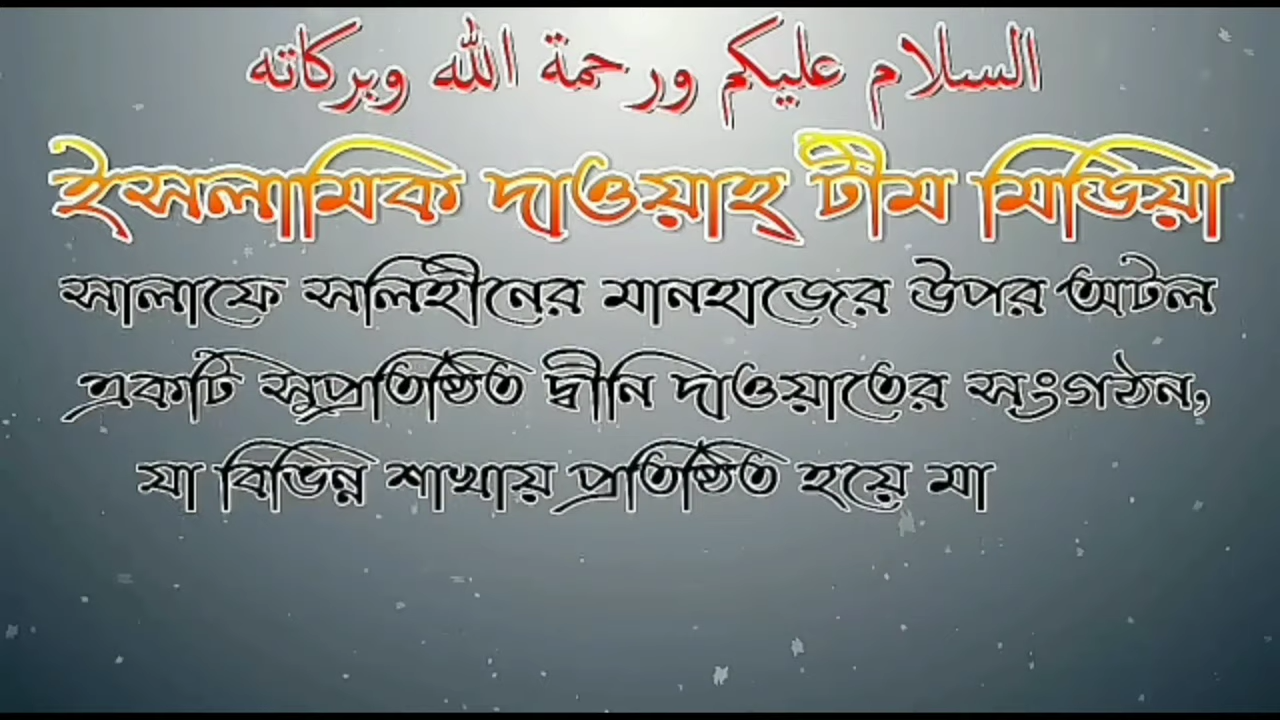 السلام عليكم ورحمة الله وبركاته
ইসলামিক দাওয়াহ্ টীম মিডিয়া
সালাফে সলিহীনের মানহাজের উপর অটল
একটি সুপ্রতিষ্ঠিত দ্বীনি দাওয়াতের সংগঠন,
যা বিভিন্ন শাখায় প্রতিষ্ঠিত হয়ে মা